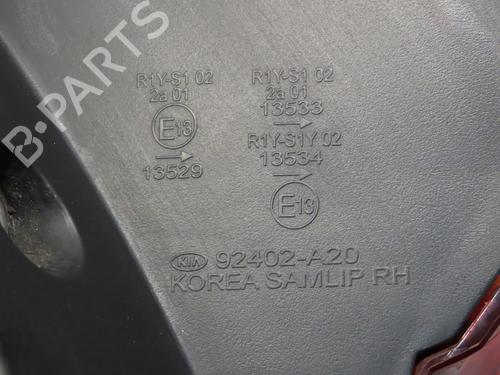 B-PARTS
R1Y-S1 02
2a 01
E13
13529
R1Y-S1 02
2a 01
13533
R1Y-S1Y 02
13534
E13
KIA 92402-A20
KOREA SAMLIP RH